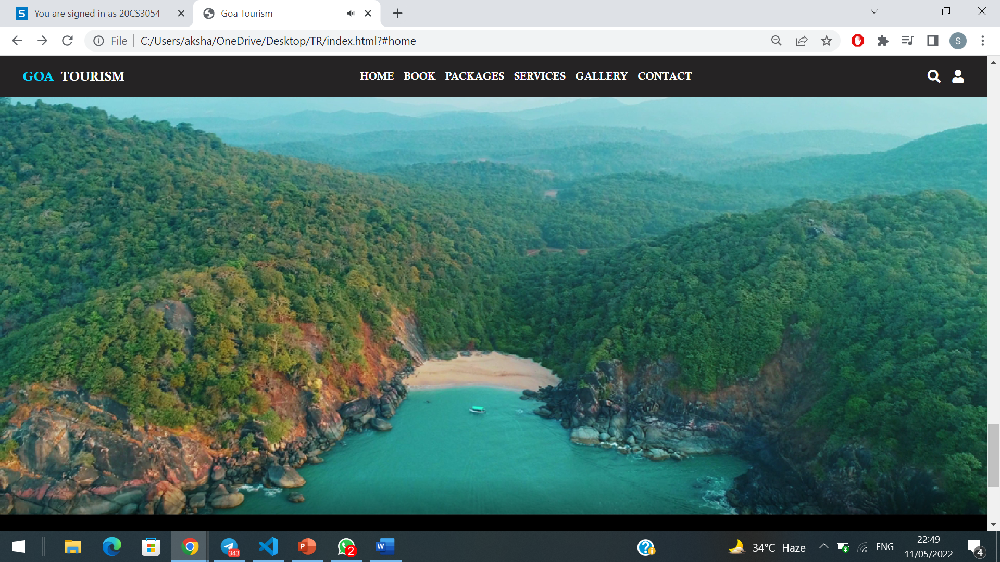 You are signed in as 20CS3054
Goa Tourism
File
C:/Users/aksha/OneDrive/Desktop/TR/index.html?#home
S
GOA TOURISM
HOME BOOK PACKAGES SERVICES GALLERY CONTACT
343
2
34°C Haze
ENG
22:49
11/05/2022
4